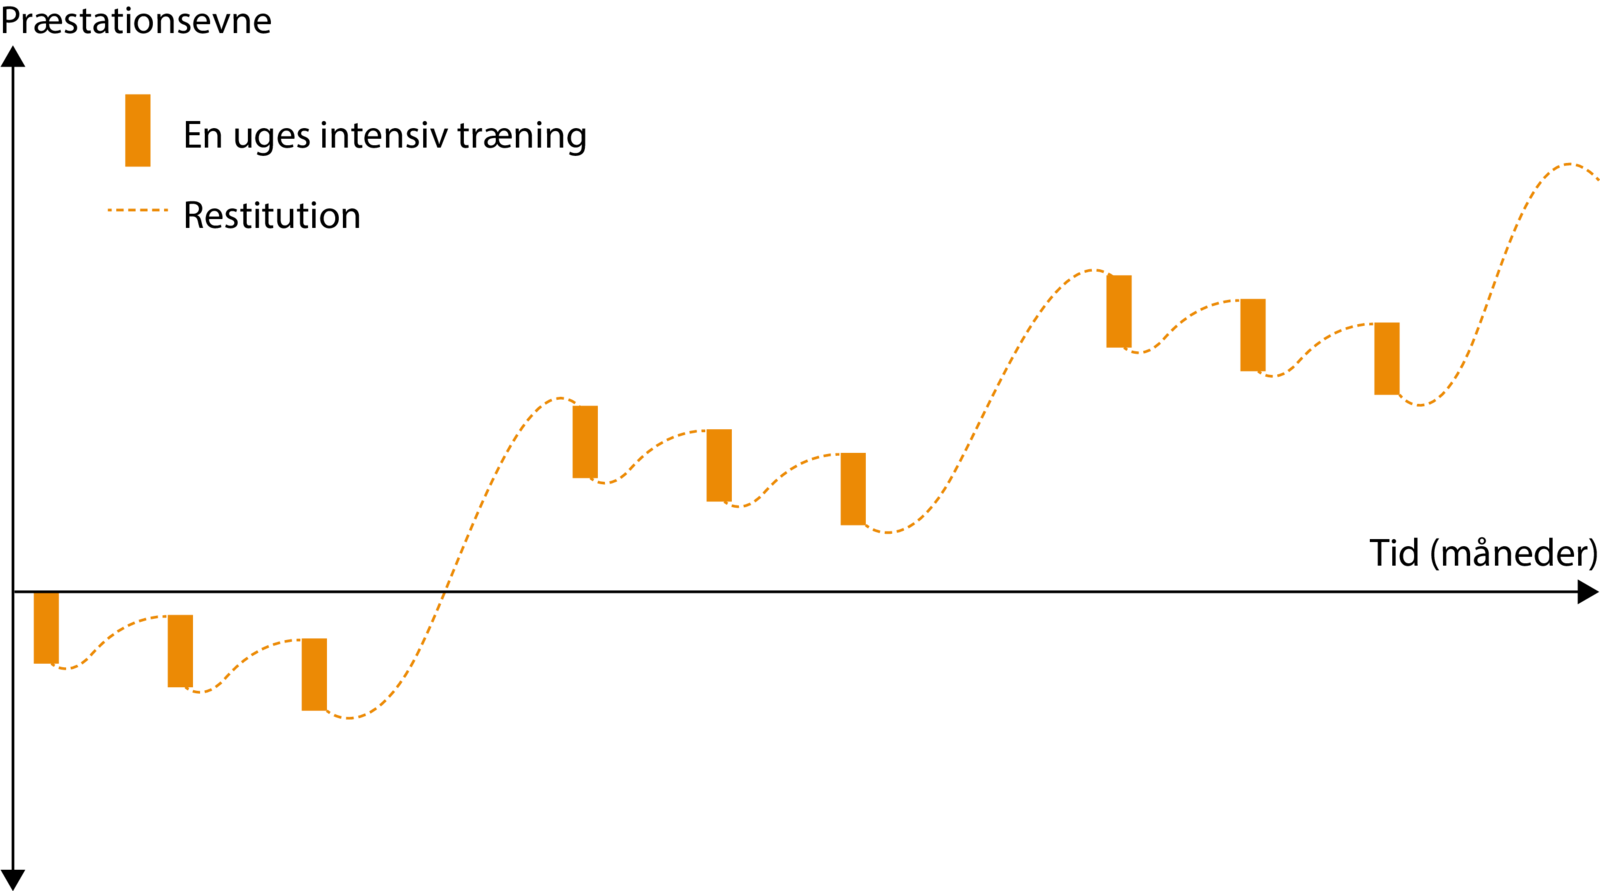 Præstationsevne
En uges intensiv træning
Restitution
Tid (måneder)